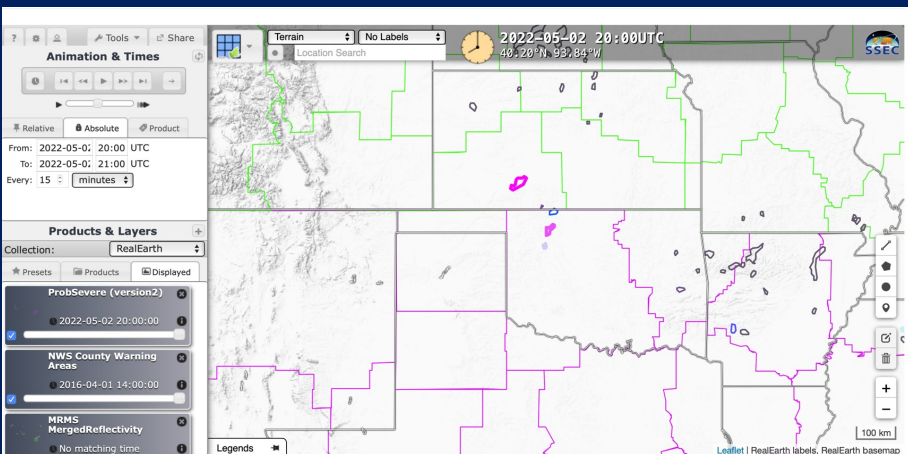 ? Tools Share
Animation & Times
Relative Absolute Product
From: 2022-05-02 20:00 UTC
To: 2022-05-02 21:00 UTC
Every: 15 minutes
Products & Layers +
Collection: RealEarth
Presets Products Displayed
ProbSevere (version2)
2022-05-02 20:00:00
NWS County Warning
Areas
2016-04-01 14:00:00
MRMS
MergedReflectivity
No matching time
Terrain No Labels
Location Search
2022-05-02 20:00UTC
40.20°N 93.84°W
SSEC
+
−
100 km
Legends
Leaflet | RealEarth labels, RealEarth basemap